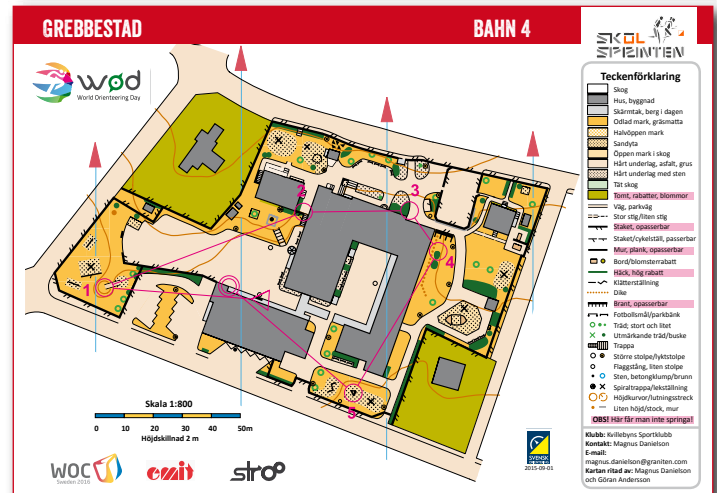 GREBBESTAD
BAHN 4
SKOL
SPRINTEN
wød
World Orienteering Day
Teckenförklaring
Skog
Hus, byggnad
Skärmtak, berg i dagen
Odlad mark, gräsmatta
Halvöppen mark
Sandyta
Öppen mark i skog
Hårt underlag, asfalt, grus
Hårt underlag med sten
Tät skog
Tomt, rabatter, blommor
Väg, parkväg
Stor stig/liten stig
Staket, opasserbar
Staket/cykelställ, passerbar
Mur, plank, opasserbar
Bord/blomsterrabatt
Häck, hög rabatt
Klätterställning
Dike
Brant, opasserbar
Fotbollsmål/parkbänk
Träd; stort och litet
Utmärkande träd/buske
Trappa
Större stolpe/lyktstolpe
Flaggstång, liten stolpe
Sten, betongklump/brunn
Spiraltrappa/lekställning
Höjdkurvor/lutningsstreck
Liten höjd/stock, mur
OBS! Här får man inte springa!
Klubb: Kvillebyns Sportklubb
Kontakt: Magnus Danielson
E-mail:
magnus.danielson@graniten.com
Kartan ritad av: Magnus Danielson
och Göran Andersson
2
3
4
1
5
Skala 1:800
0 10 20 30 40 50m
Höjdskillnad 2 m
WOC
Sweden 2016
emit
stroo
SVENSK
2015-09-01